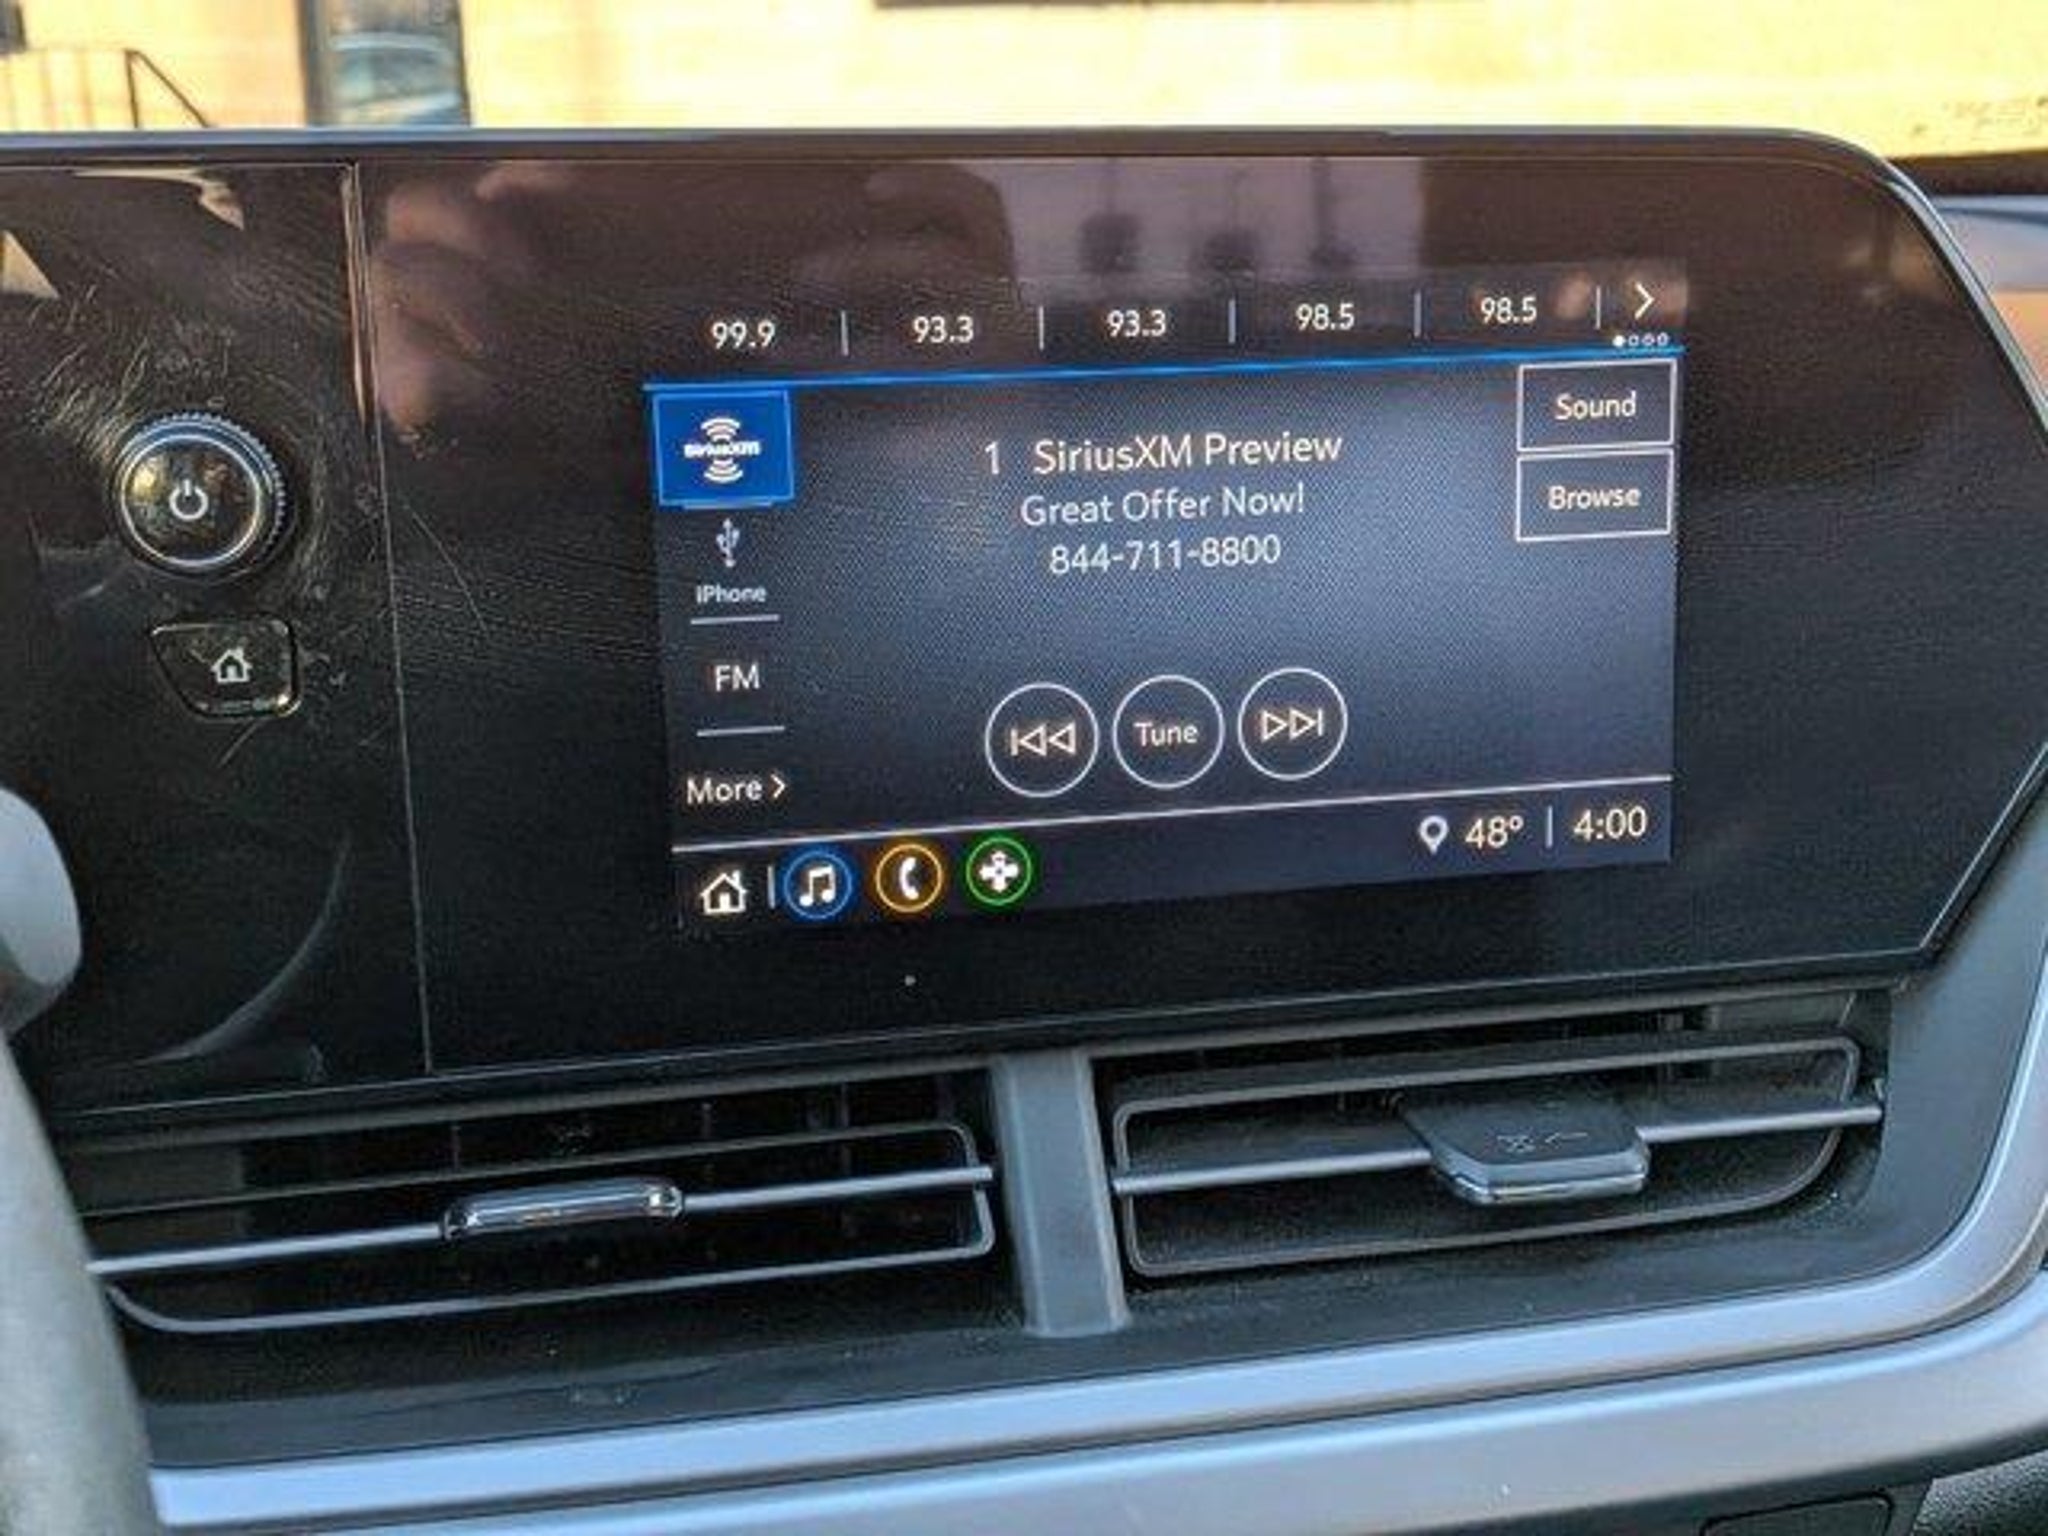 99.9 | 93.3 | 93.3 | 98.5 | 98.5 |
SiriusXM
1 SiriusXM Preview
Great Offer Now!
844-711-8800
Sound
Browse
iPhone
FM
More >
Tune
48° | 4:00